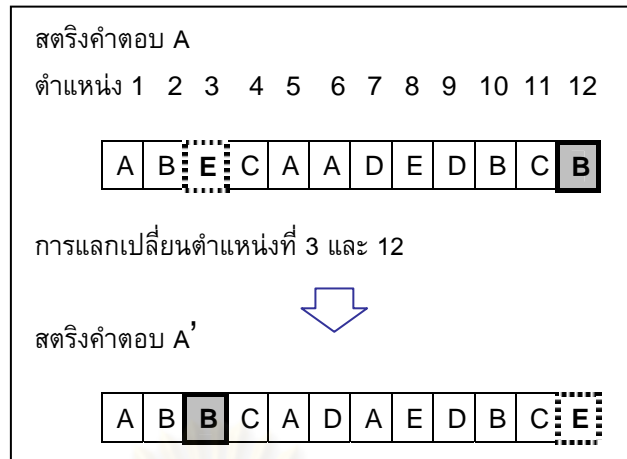 สตริงคำตอบ A
ตำแหน่ง 1 2 3 4 5 6 7 8 9 10 11 12
A B E C A A D E D B C B
การแลกเปลี่ยนตำแหน่งที่ 3 และ 12
สตริงคำตอบ A’
A B B C A D A E D B C E